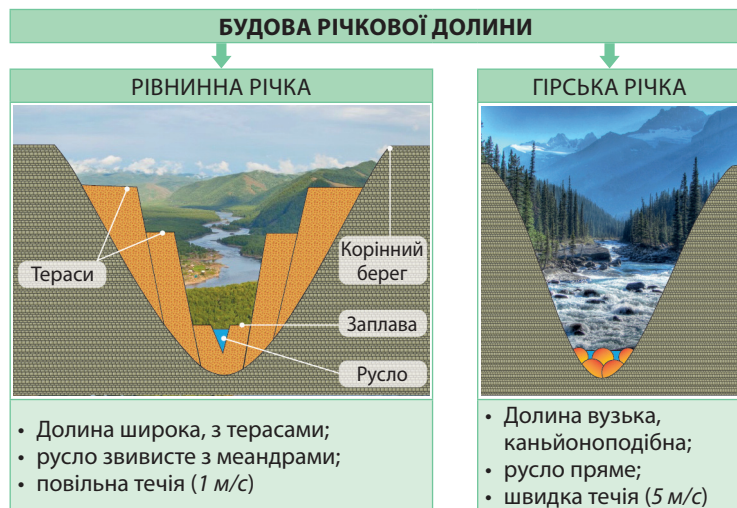 БУДОВА РІЧКОВОЇ ДОЛИНИ
РІВНИННА РІЧКА
Тераси
Корінний
берег
Заплава
Русло
• Долина широка, з терасами;
• русло звивисте з меандрами;
• повільна течія (1 м/с)
ГІРСЬКА РІЧКА
• Долина вузька,
каньйоноподібна;
• русло пряме;
• швидка течія (5 м/с)